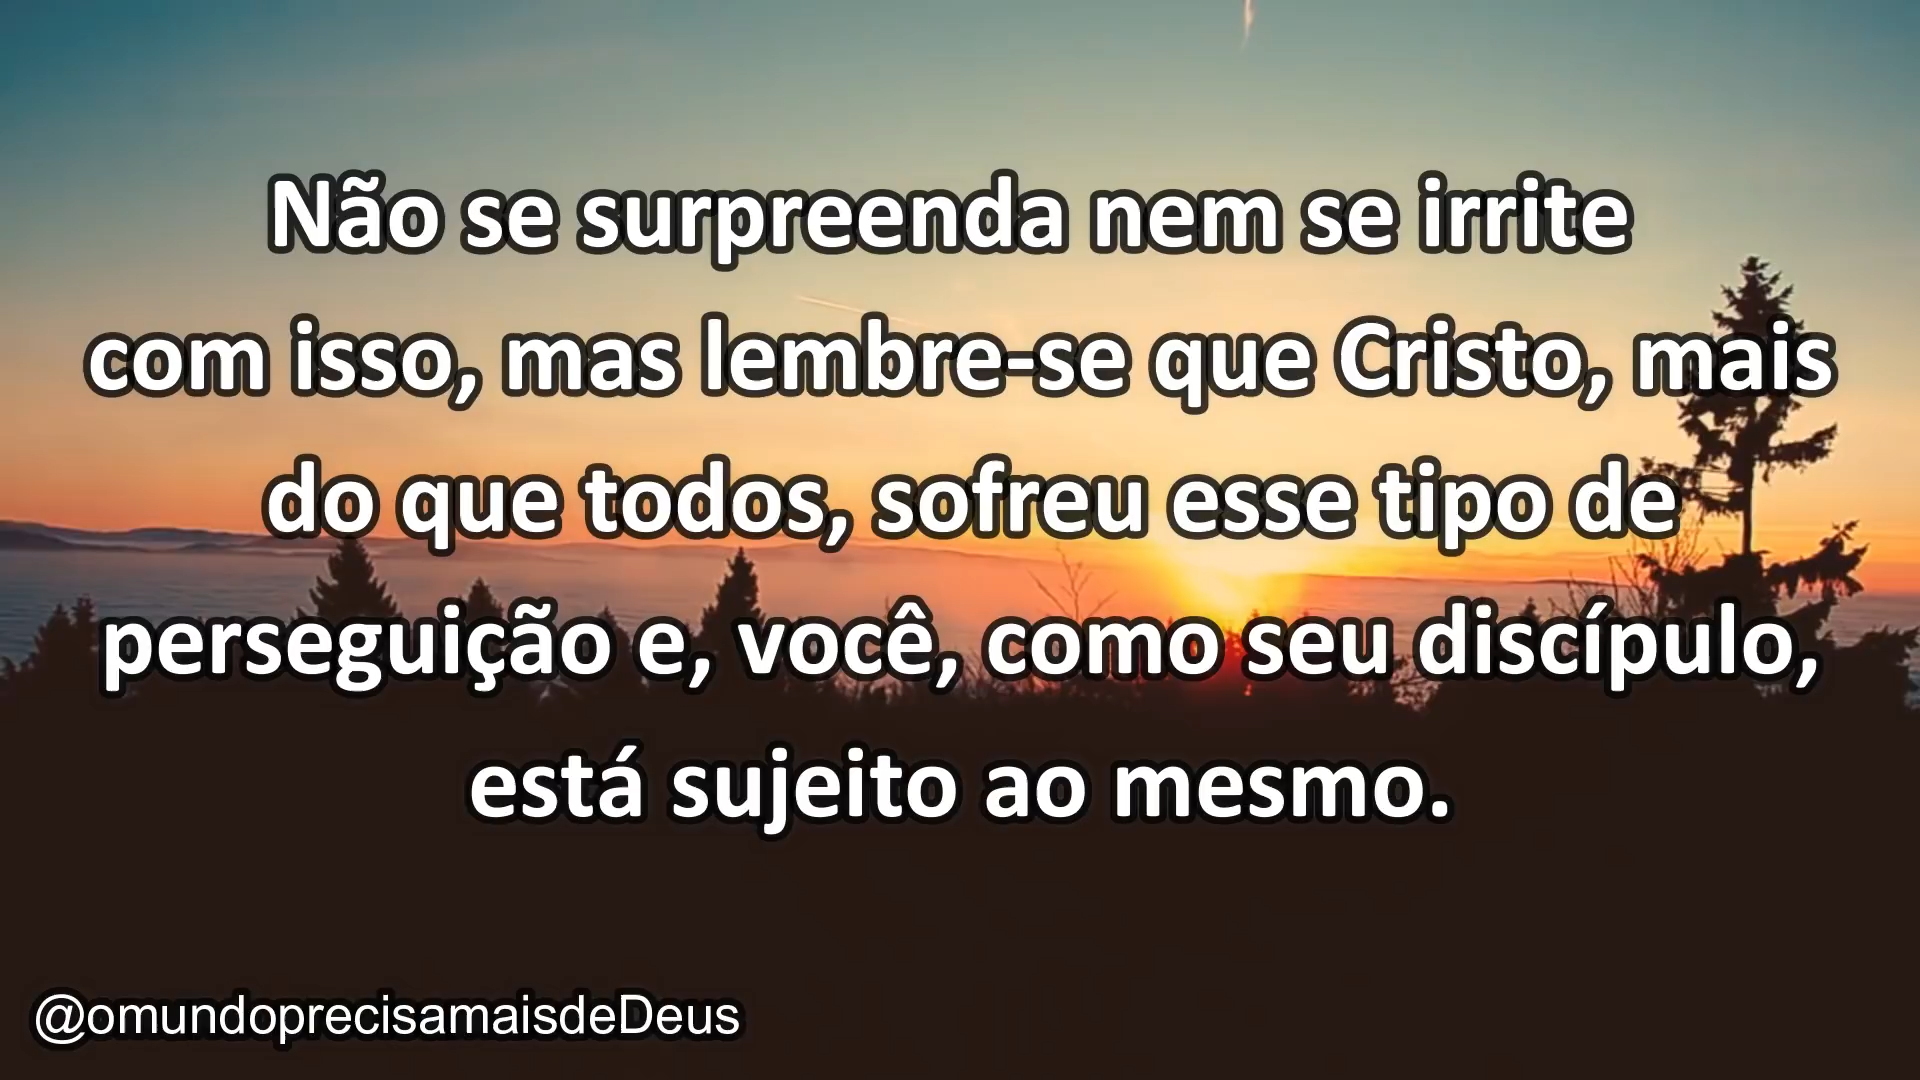 Não se surpreenda nem se irrite
com isso, mas lembre-se que Cristo, mais
do que todos, sofreu esse tipo de
perseguição e, você, como seu discípulo,
está sujeito ao mesmo.
@omundoprecisamaisdeDeus